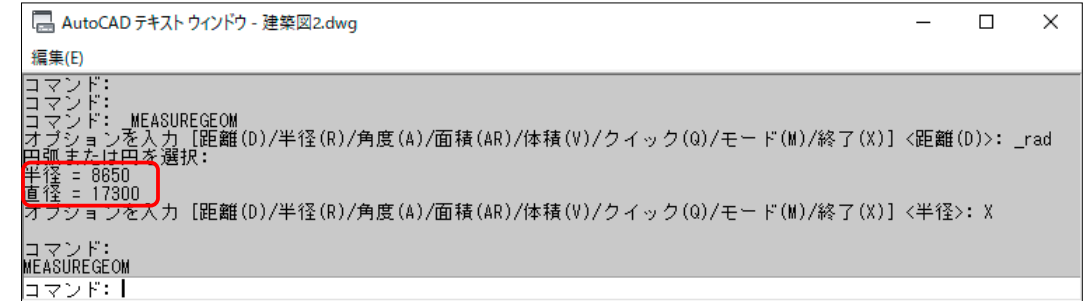 AutoCAD テキスト ウィンドウ - 建築図2.dwg
編集(E)
コマンド:
コマンド:
コマンド: _MEASUREGEOM
オプションを入力 [距離(D)/半径(R)/角度(A)/面積(AR)/体積(V)/クイック(Q)/モード(M)/終了(X)] <距離(D)>: _rad
円弧または円を選択:
半径 = 8650
直径 = 17300
オプションを入力 [距離(D)/半径(R)/角度(A)/面積(AR)/体積(V)/クイック(Q)/モード(M)/終了(X)] <半径>: X
コマンド:
MEASUREGEOM
コマンド: